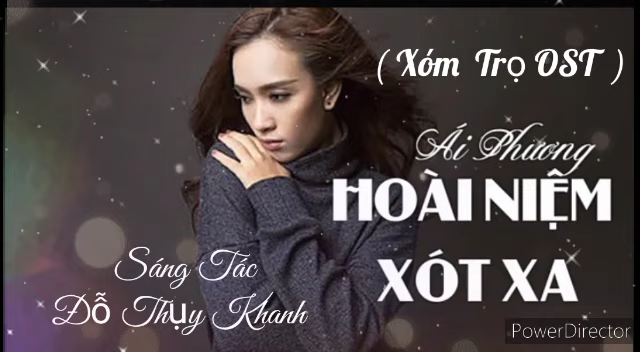 ( Xóm Trọ OST )
Ái Phương
HOÀI NIỆM
XÓT XA
Sáng Tác
Đỗ Thụy Khanh
PowerDirector